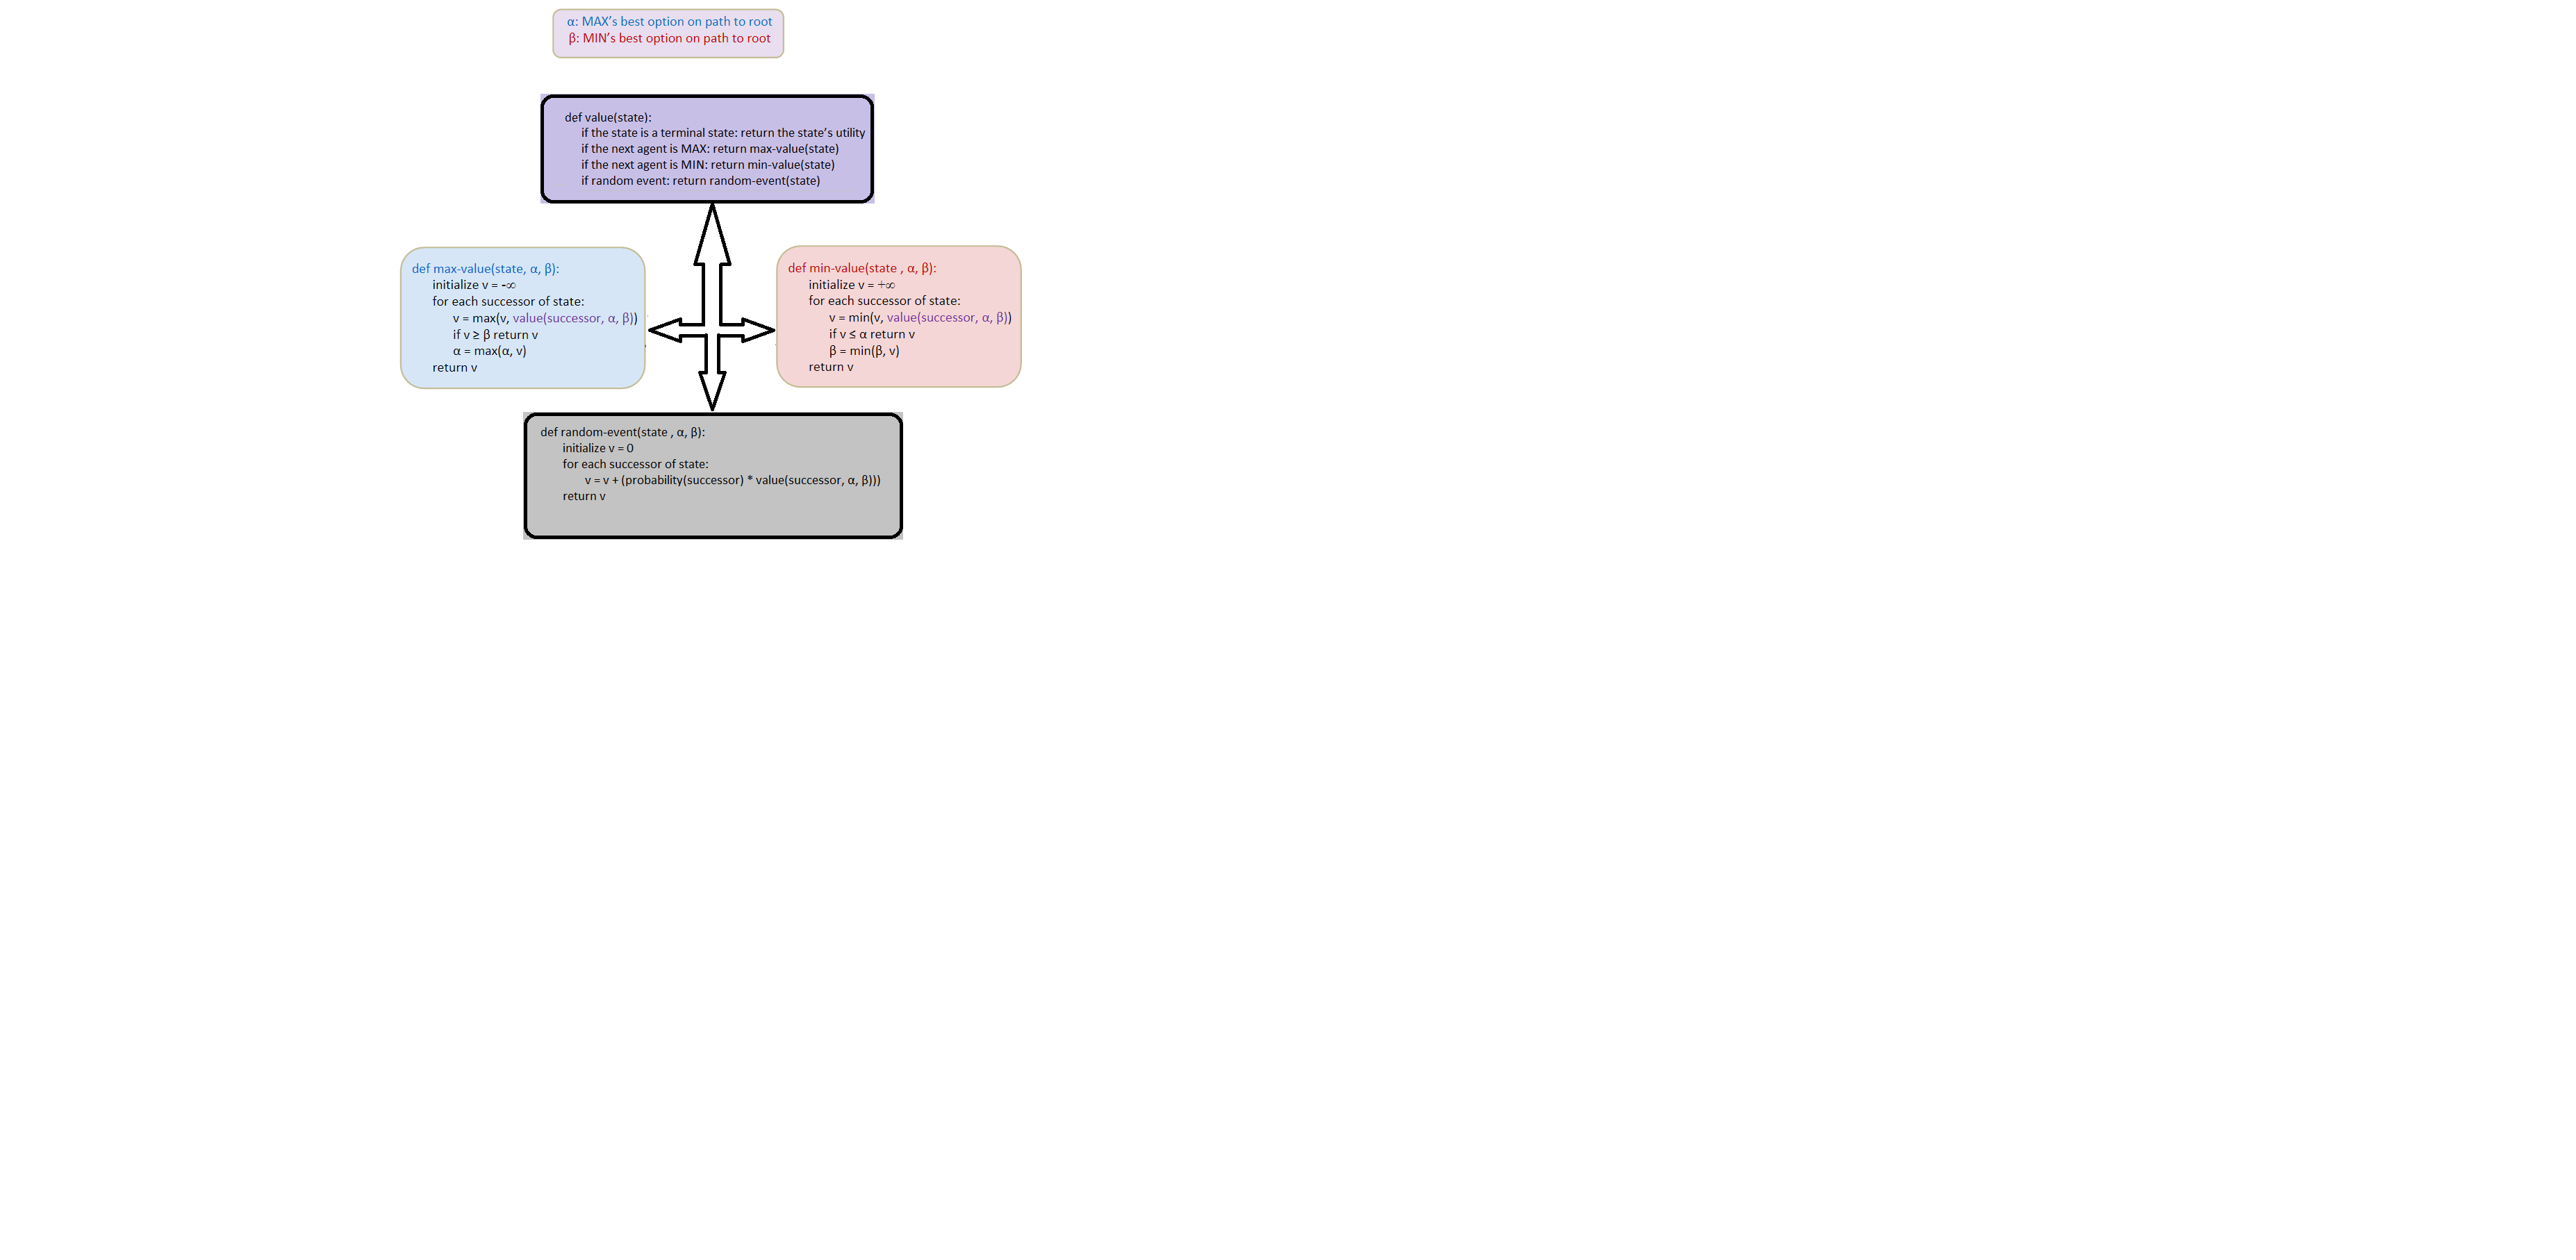 α: MAX’s best option on path to root
β: MIN’s best option on path to root
def value(state):
if the state is a terminal state: return the state’s utility
if the next agent is MAX: return max-value(state)
if the next agent is MIN: return min-value(state)
if random event: return random-event(state)
def max-value(state, α, β):
initialize v = -∞
for each successor of state:
v = max(v, value(successor, α, β))
if v ≥ β return v
α = max(α, v)
return v
def min-value(state , α, β):
initialize v = +∞
for each successor of state:
v = min(v, value(successor, α, β))
if v ≤ α return v
β = min(β, v)
return v
def random-event(state , α, β):
initialize v = 0
for each successor of state:
v = v + (probability(successor) * value(successor, α, β)))
return v